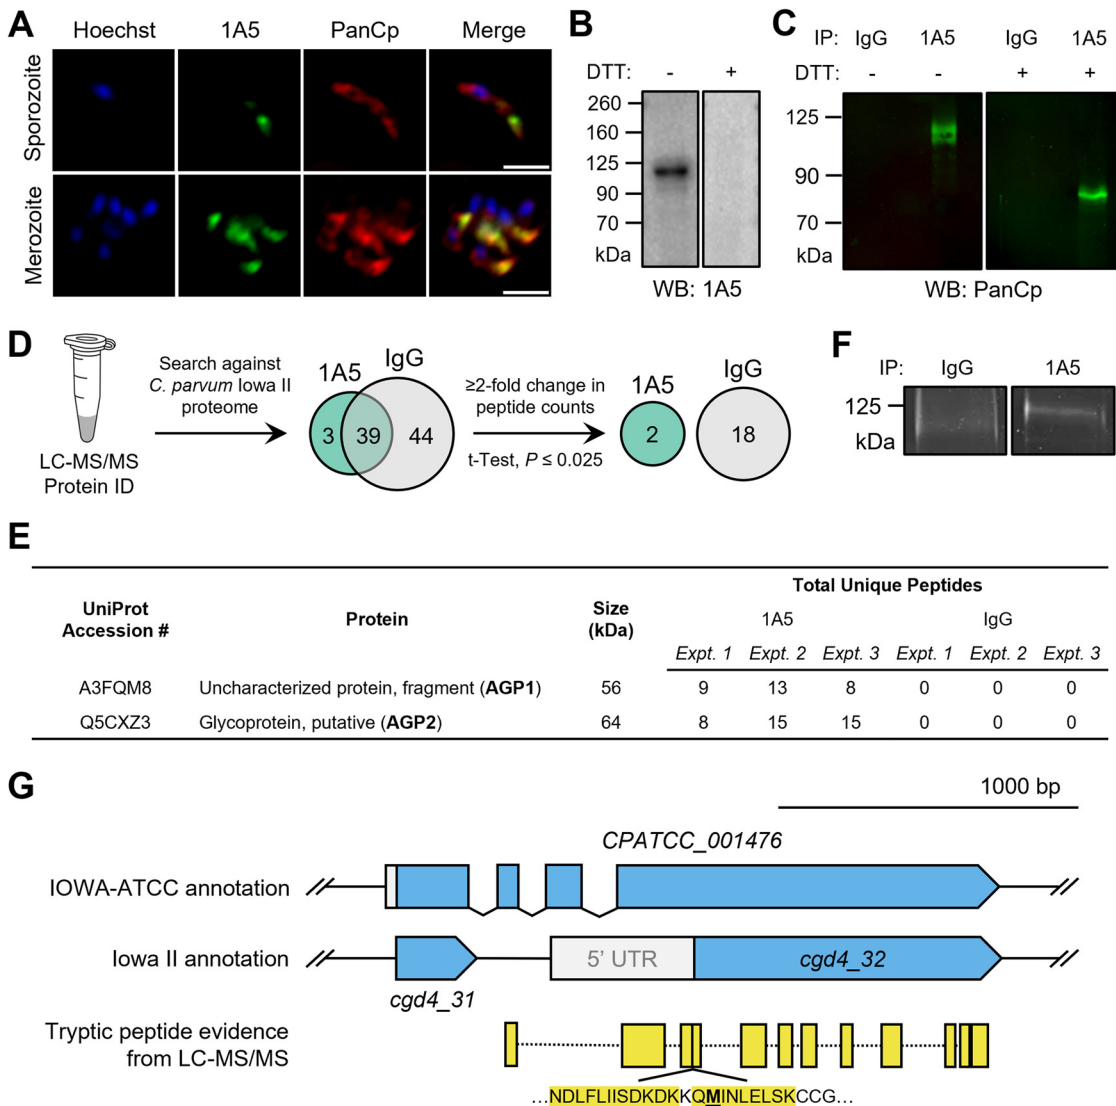 A
Hoechst 1A5 PanCp Merge
Sporozoite
Merozoite
B
DTT: - +
260
160
125
90
70
kDa
WB: 1A5
C
IP: IgG 1A5 IgG 1A5
DTT: - - + +
125
90
70
kDa
WB: PanCp
D
LC-MS/MS
Protein ID
Search against
C. parvum Iowa II
proteome
1A5 IgG
3 39 44
≥2-fold change in
peptide counts
t-Test, P ≤ 0.025
1A5 IgG
2 18
F
IP: IgG 1A5
125
kDa
E
UniProt
Accession #
Protein
Size
(kDa)
Total Unique Peptides
1A5 IgG
Expt. 1 Expt. 2 Expt. 3 Expt. 1 Expt. 2 Expt. 3
A3FQM8 Uncharacterized protein, fragment (AGP1) 56 9 13 8 0 0 0
Q5CXZ3 Glycoprotein, putative (AGP2) 64 8 15 15 0 0 0
G
1000 bp
CPATCC_001476
IOWA-ATCC annotation
Iowa II annotation
5' UTR
cgd4_32
cgd4_31
Tryptic peptide evidence
from LC-MS/MS
...NDLFLIISDKDKKQMINLELSKCCG...